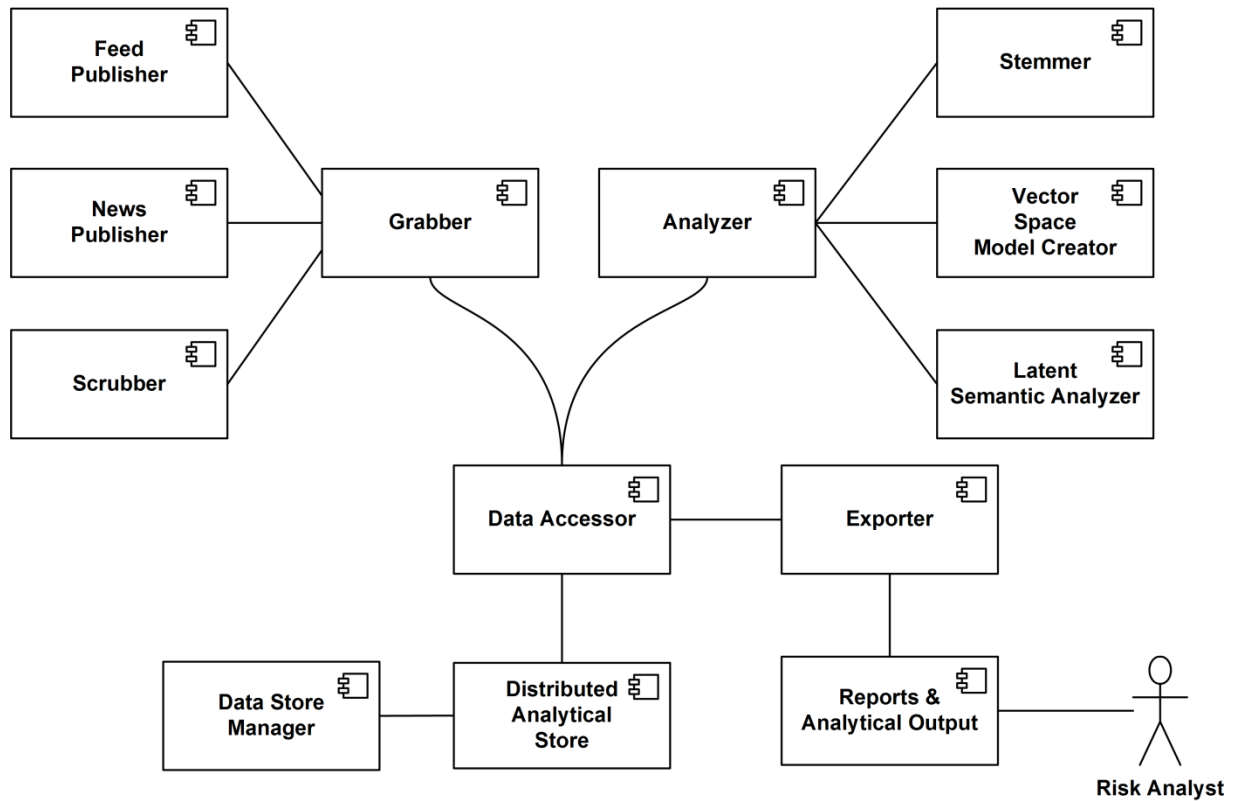 Feed
Publisher
Stemmer
News
Publisher
Grabber
Analyzer
Vector
Space
Model Creator
Scrubber
Latent
Semantic Analyzer
Data Accessor
Exporter
Data Store
Manager
Distributed
Analytical
Store
Reports &
Analytical Output
Risk Analyst